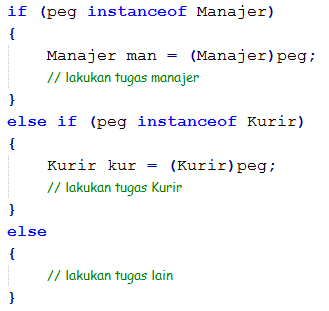 if (peg instanceof Manajer)
{
Manajer man = (Manajer)peg;
// lakukan tugas manajer
}
else if (peg instanceof Kurir)
{
Kurir kur = (Kurir)peg;
// lakukan tugas Kurir
}
else
{
// lakukan tugas lain
}